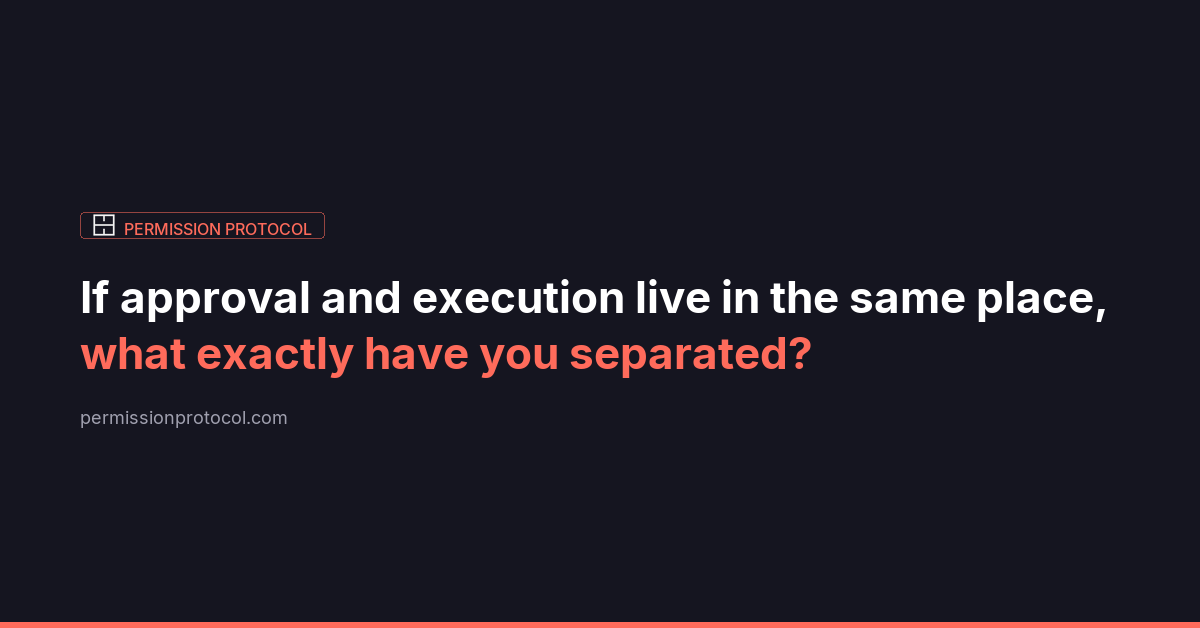 PERMISSION PROTOCOL
If approval and execution live in the same place,
what exactly have you separated?
permissionprotocol.com